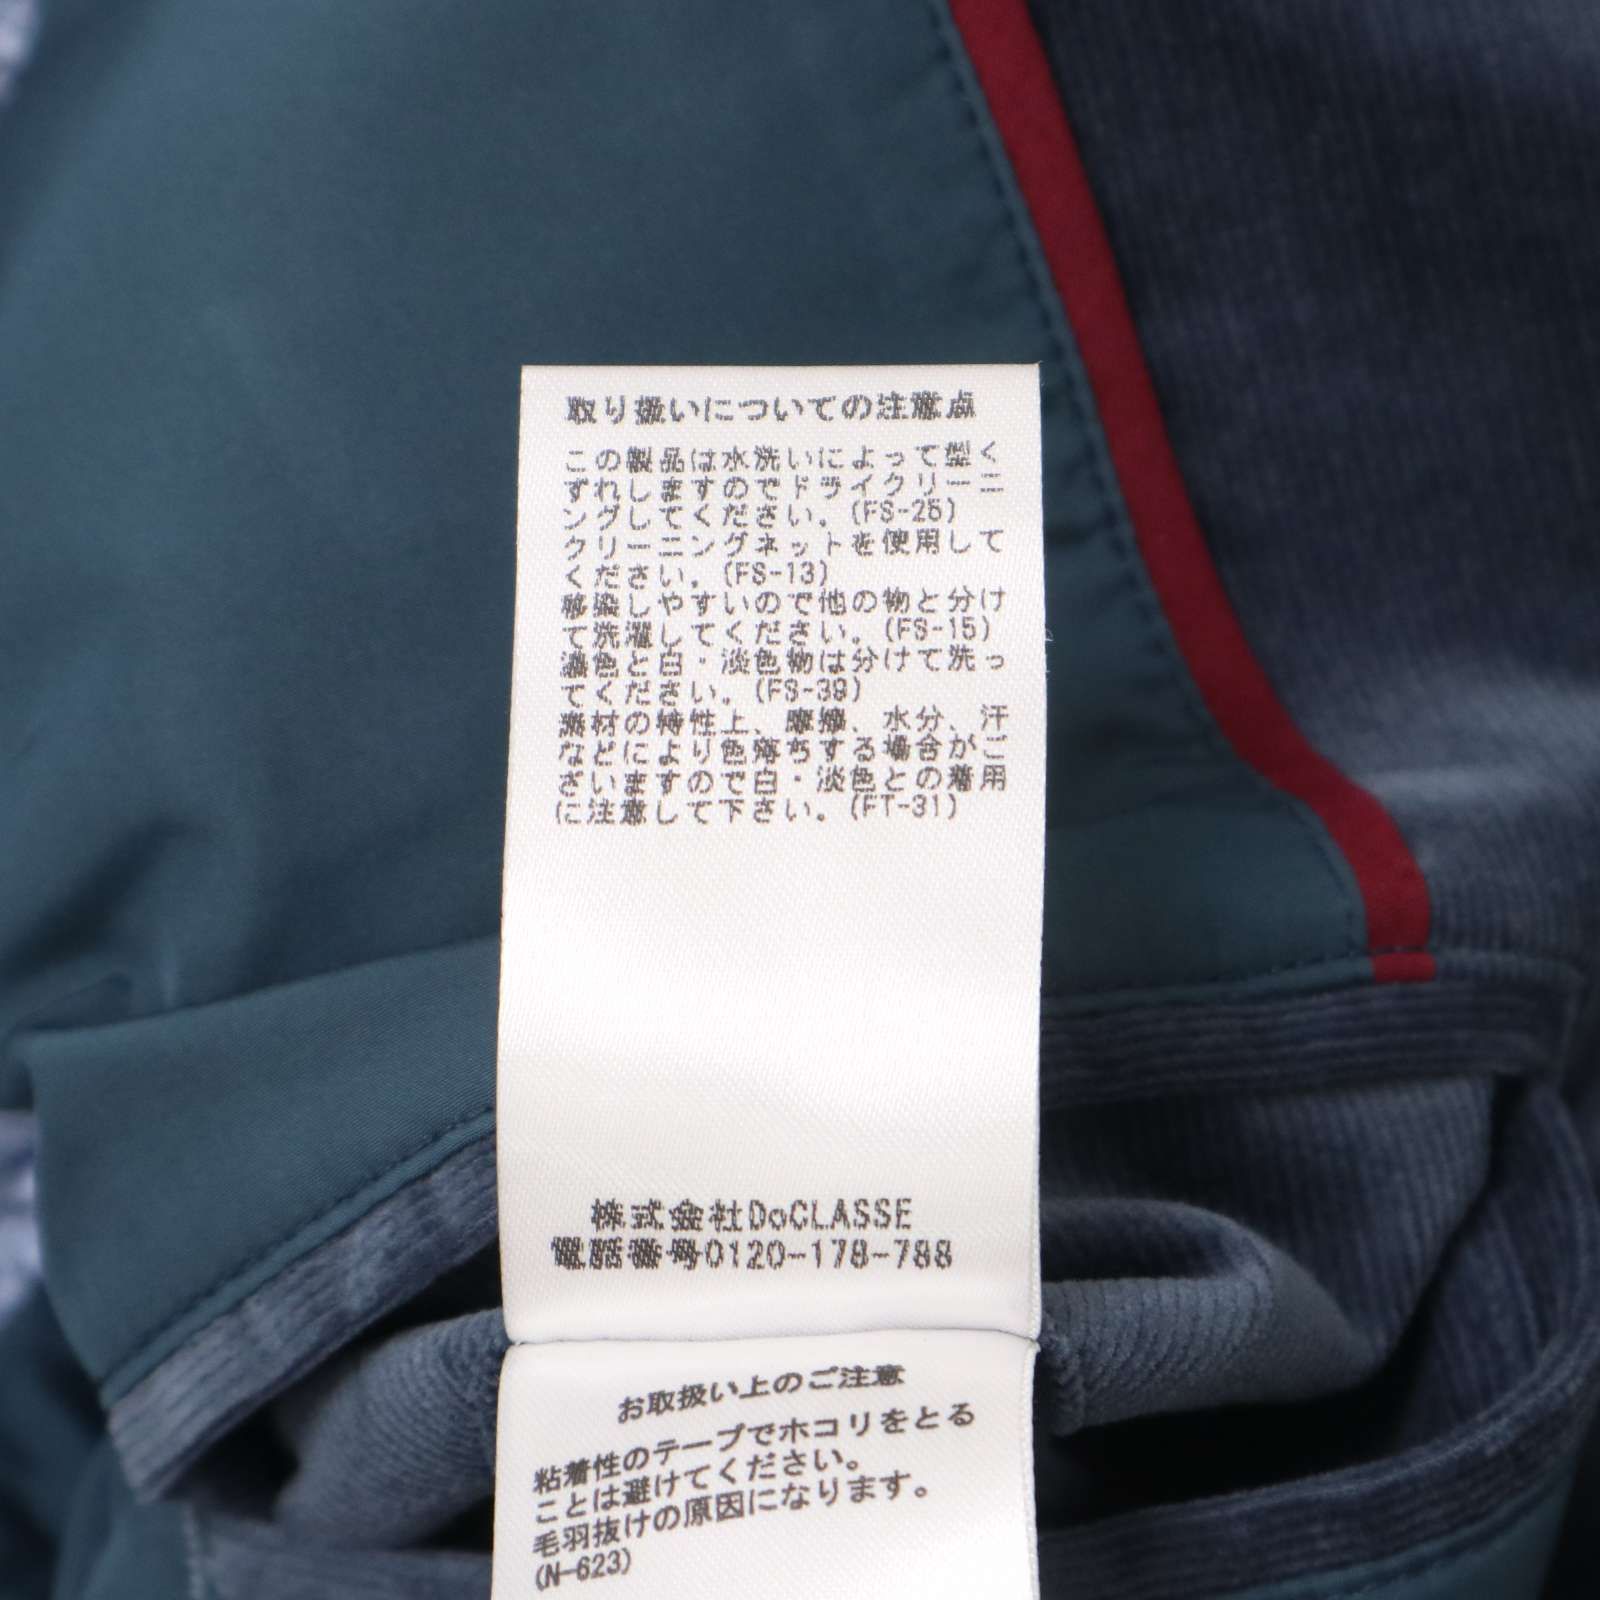 取り扱いについての注意点
この製品は水洗いによって型く
ずれしますのでドライクリーニ
ングしてください。(FS-25)
クリーニングネットを使用して
ください。(FS-13)
移染しやすいので他の物と分け
て洗濯してください。(FS-15)
濃色と白・淡色物は分けて洗っ
てください。(FS-39)
素材の特性上、摩擦、水分、汗
などにより色落ちする場合がご
ざいますので白・淡色との着用
に注意して下さい。(FT-31)
株式会社DoCLASSE
0120-178-788
お取扱い上のご注意
粘着性のテープでホコリをとる
ことは避けてください。
毛羽抜けの原因になります。
(N-623)